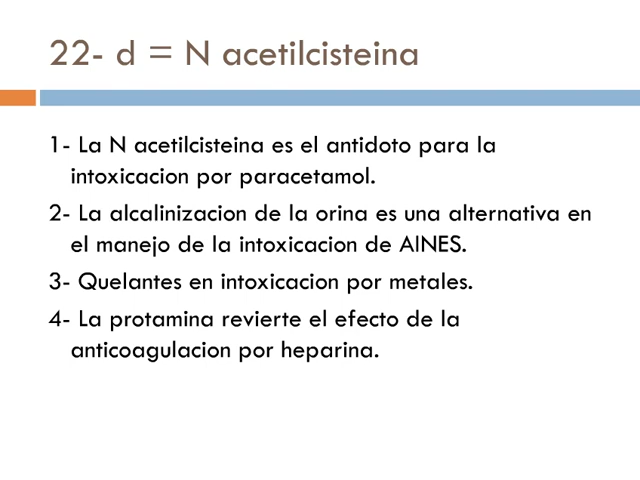 22- d = N acetilcisteina
1- La N acetilcisteina es el antidoto para la
intoxicacion por paracetamol.
2- La alcalinizacion de la orina es una alternativa en
el manejo de la intoxicacion de AINES.
3- Quelantes en intoxicacion por metales.
4- La protamina revierte el efecto de la
anticoagulacion por heparina.